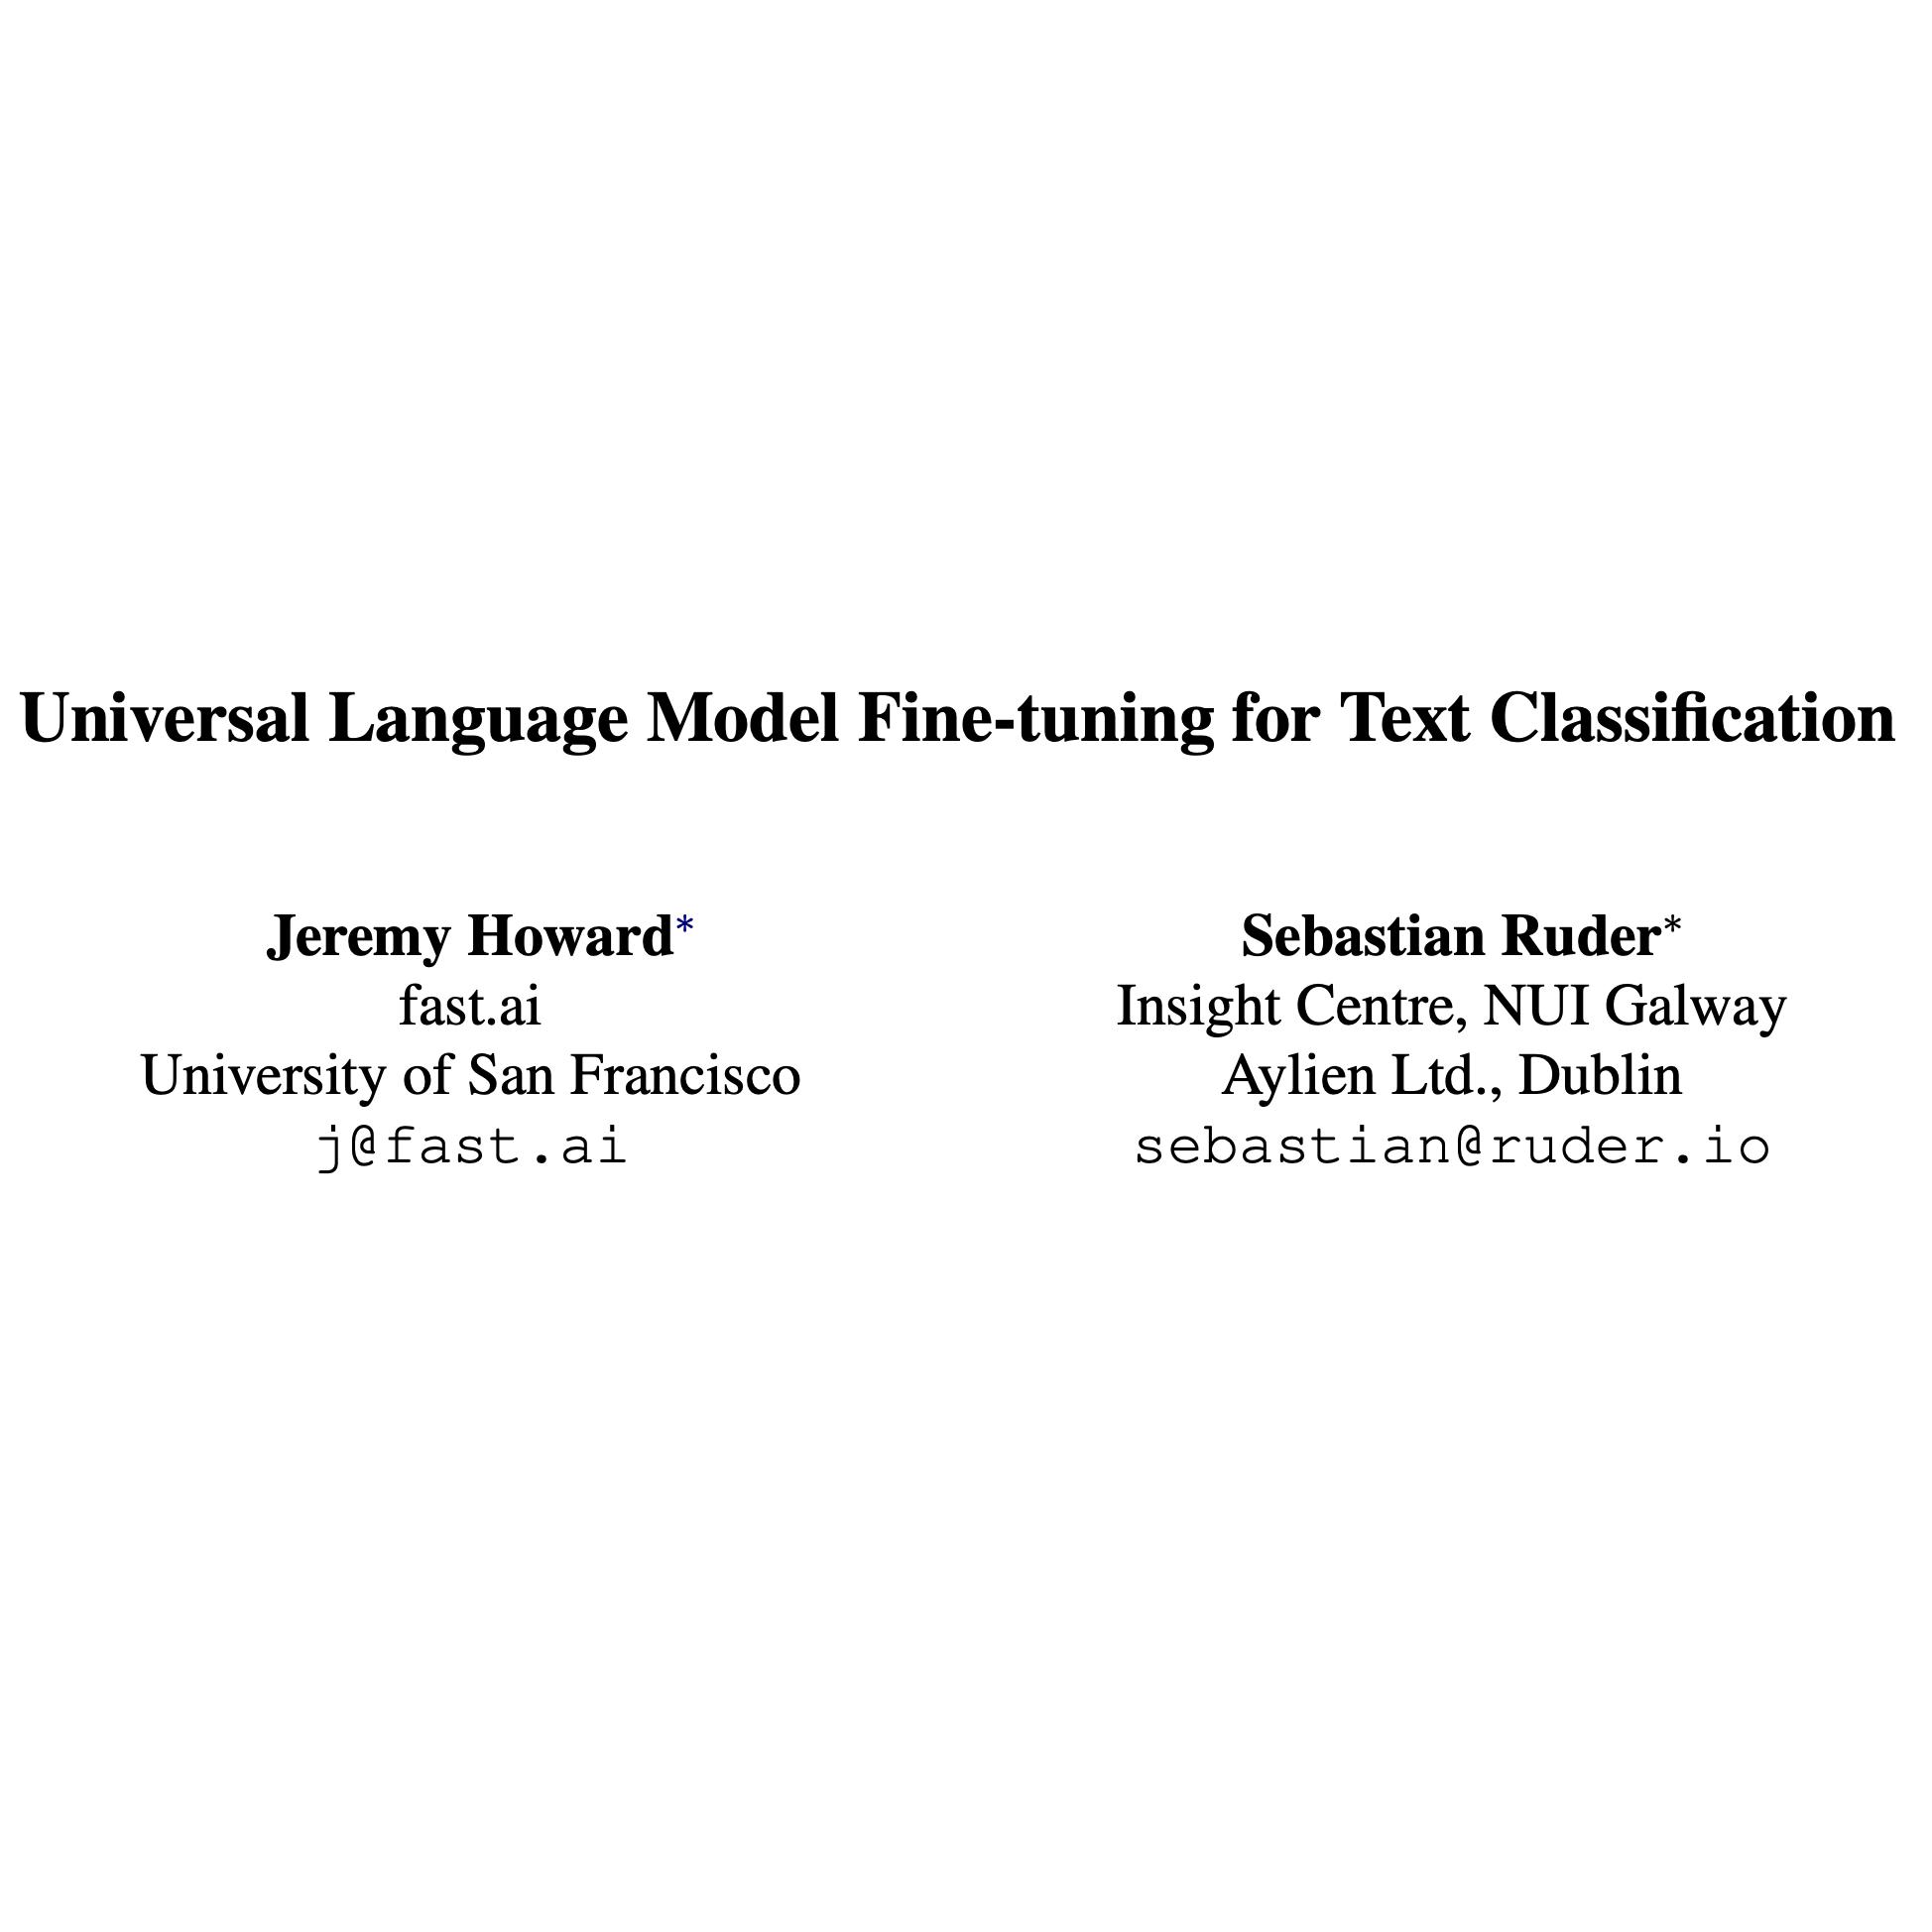 Universal Language Model Fine-tuning for Text Classification
Jeremy Howard*
fast.ai
University of San Francisco
j@fast.ai
Sebastian Ruder*
Insight Centre, NUI Galway
Aylien Ltd., Dublin
sebastian@ruder.io